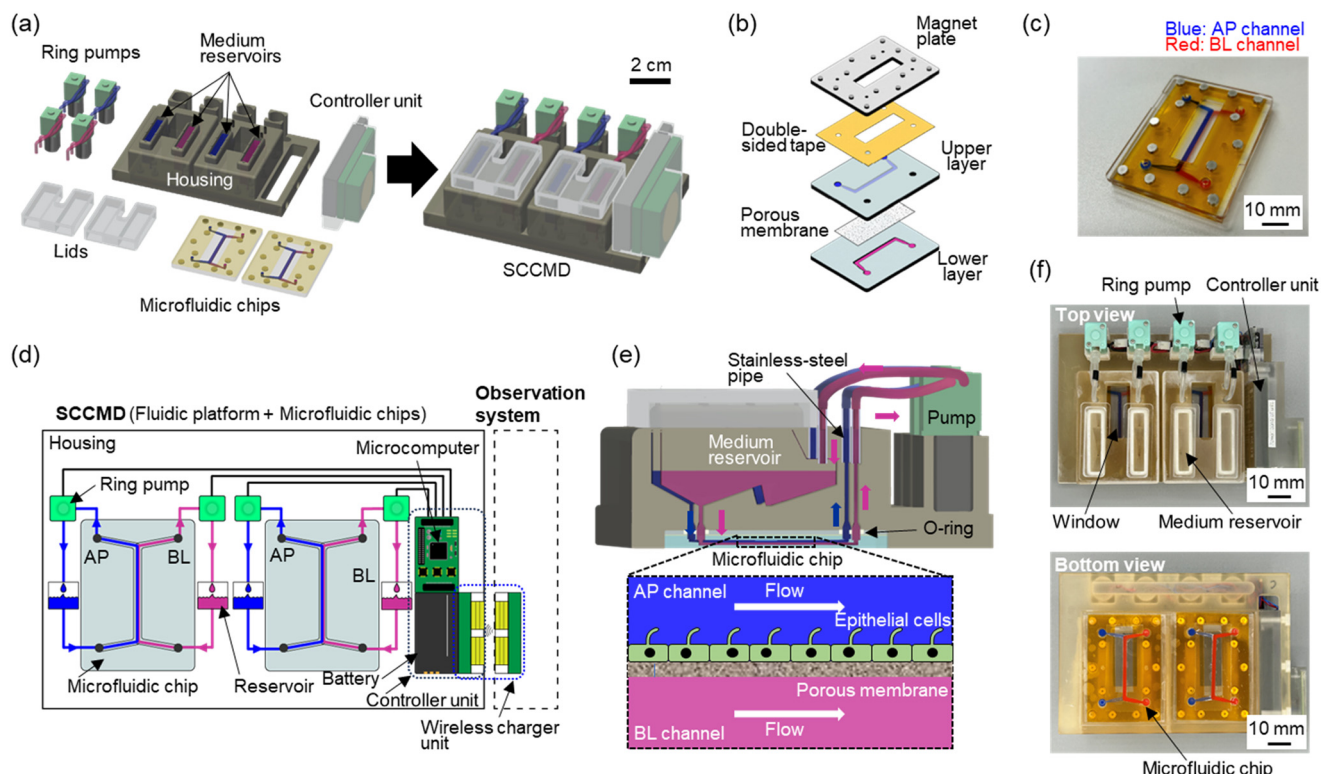 (a)
Ring pumps
Medium
reservoirs
Housing
Controller unit
2 cm
Lids
Microfluidic chips
SCCMD
(b)
Magnet
plate
Double-
sided tape
Upper
layer
Porous
membrane
Lower
layer
(c)
Blue: AP channel
Red: BL channel
10 mm
(d)
SCCMD (Fluidic platform + Microfluidic chips)
Observation
system
Housing
Microcomputer
Ring pump
AP
BL
AP
BL
Microfluidic chip
Reservoir
Battery
Controller unit
Wireless charger
unit
(e)
Stainless-steel
pipe
Pump
Medium
reservoir
O-ring
Microfluidic chip
AP channel
Flow
Epithelial cells
Porous membrane
BL channel
Flow
(f)
Ring pump
Controller unit
Top view
10 mm
Window
Medium reservoir
Bottom view
10 mm
Microfluidic chip